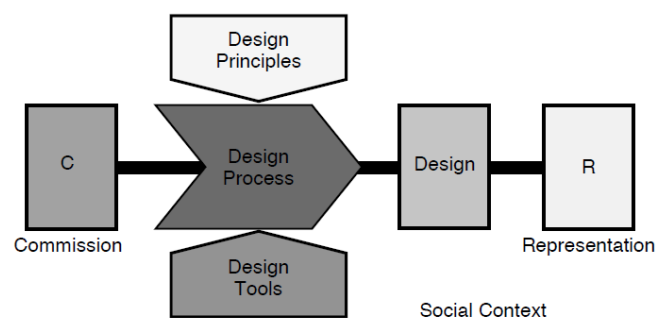 Design
Principles
C
Design
Process
Design
R
Commission
Representation
Design
Tools
Social Context